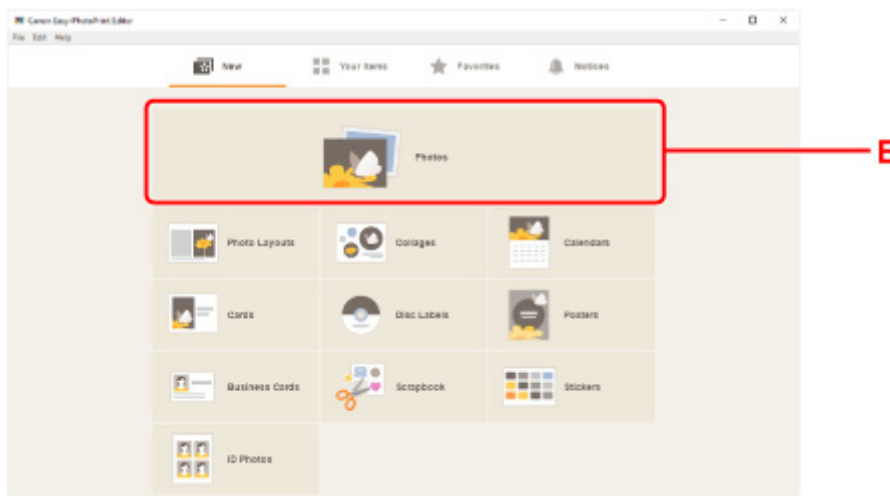 Canon Easy-PhotoPrint Editor
File Edit Help
New Your Items Favorites Notices
Photos
B
Photo Layouts Collages Calendars
Cards Disc Labels Posters
Business Cards Scrapbook Stickers
ID Photos